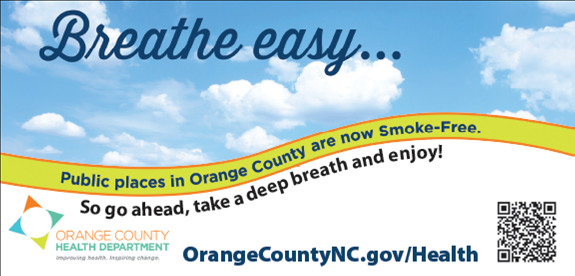 Breathe easy...
Public places in Orange County are now Smoke-Free.
So go ahead, take a deep breath and enjoy!
ORANGE COUNTY
HEALTH DEPARTMENT
improving health. Inspiring change.
OrangeCountyNC.gov/Health